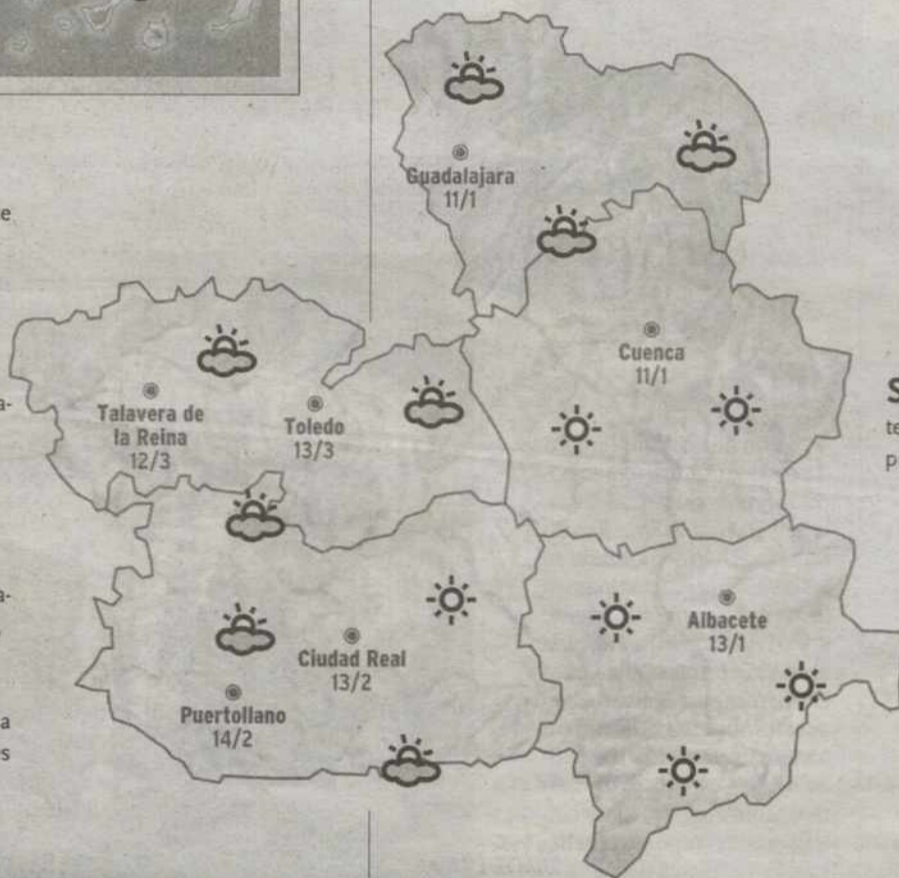 Guadalajara
11/1
e
Cuenca
11/1
a-
Talavera de
la Reina
12/3
Toledo
13/3
S
te
p
a-
Albacete
13/1
Ciudad Real
13/2
Puertollano
14/2
a
s